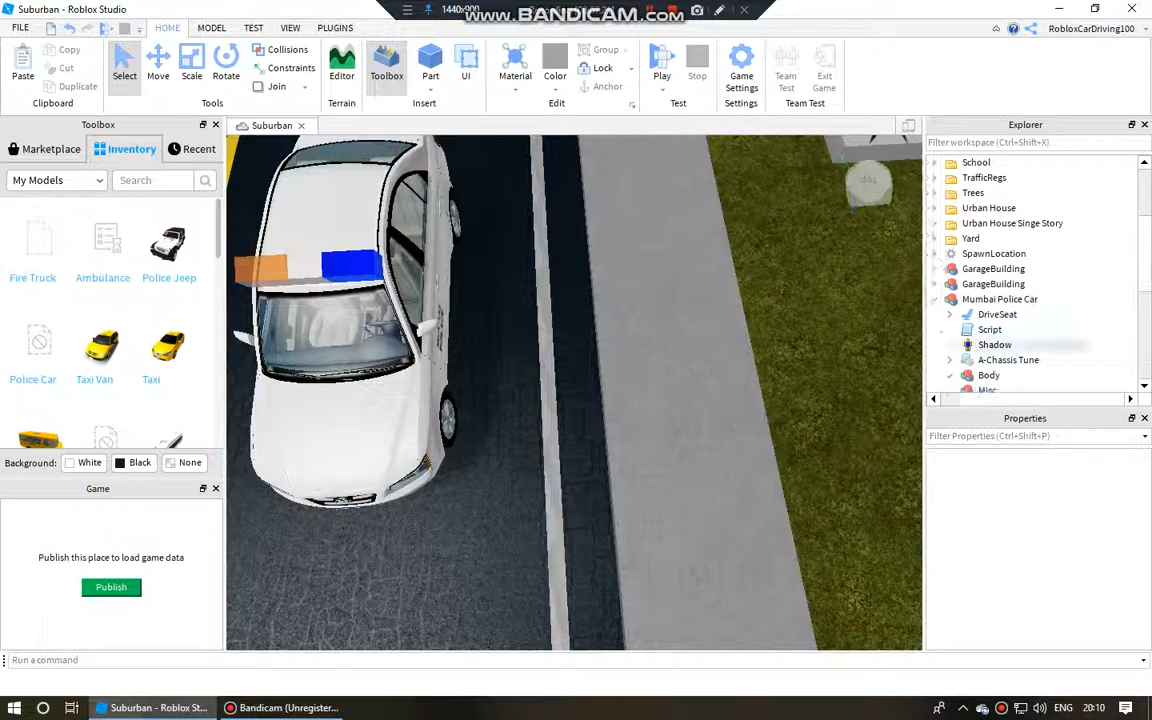 Suburban - Roblox Studio
1440x900
www.BANDICAM.com
FILE
HOME
MODEL
TEST
VIEW
PLUGINS
RobloxCarDriving100
Paste
Copy
Cut
Duplicate
Clipboard
Select
Move
Scale
Rotate
Collisions
Constraints
Join
Tools
Editor
Terrain
Toolbox
Part
UI
Insert
Material
Color
Group
Lock
Anchor
Edit
Play
Stop
Test
Game
Settings
Settings
Team
Test
Exit
Game
Team Test
Toolbox
Marketplace
Inventory
Recent
My Models
Search
Fire Truck
Ambulance
Police Jeep
Police Car
Taxi Van
Taxi
Background:
White
Black
None
Game
Publish this place to load game data
Publish
Suburban
Explorer
Filter workspace (Ctrl+Shift+X)
School
TrafficRegs
Trees
Urban House
Urban House Singe Story
Yard
SpawnLocation
GarageBuilding
GarageBuilding
Mumbai Police Car
DriveSeat
Script
Shadow
A-Chassis Tune
Body
Misc
Properties
Filter Properties (Ctrl+Shift+P)
Run a command
Suburban - Roblox St...
Bandicam (Unregister...
ENG
20:10